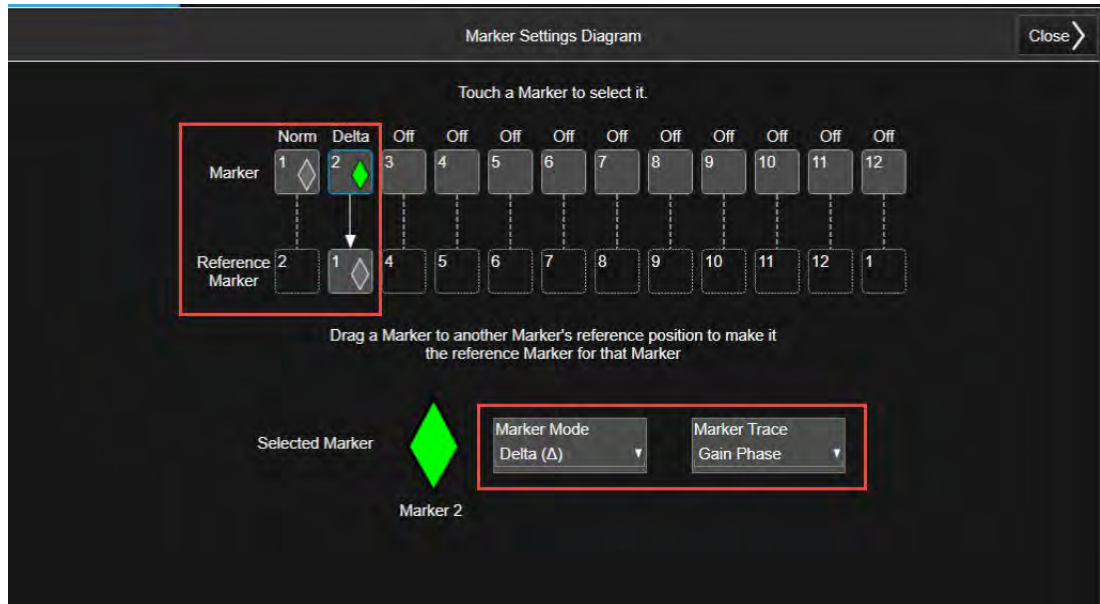 Marker Settings Diagram
Close
Touch a Marker to select it.
Norm Delta Off Off Off Off Off Off Off Off Off Off
Marker 1 2 3 4 5 6 7 8 9 10 11 12
Reference Marker 2 1 4 5 6 7 8 9 10 11 12 1
Drag a Marker to another Marker's reference position to make it
the reference Marker for that Marker
Marker Mode Marker Trace
Selected Marker Delta (Δ) Gain Phase
Marker 2